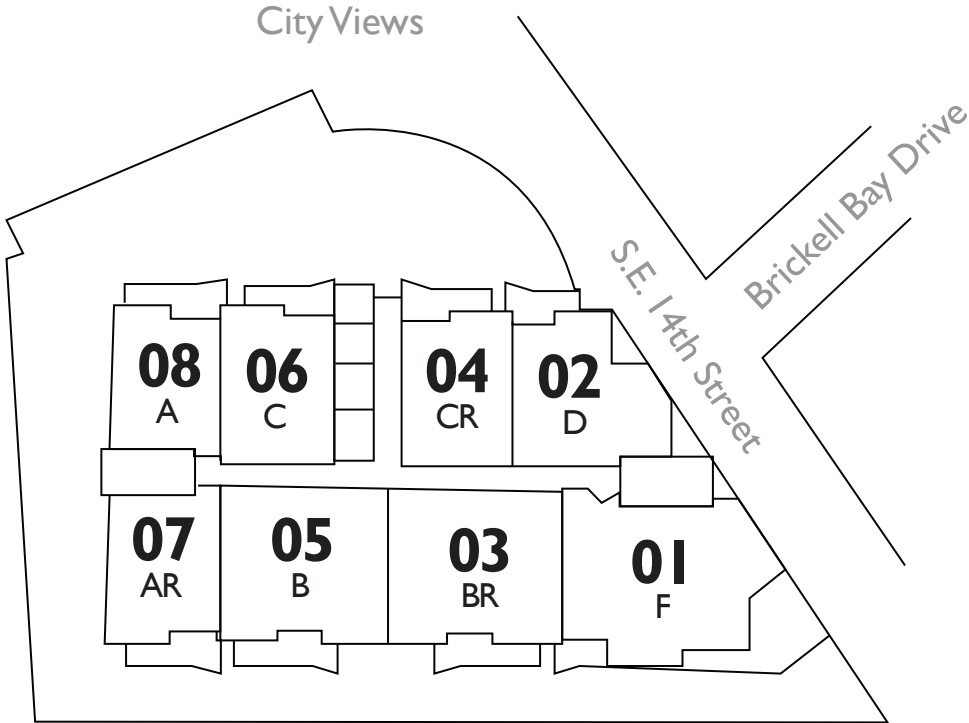 City Views
Brickell Bay Drive
S.E. 14th Street
08
A
06
C
04
CR
02
D
07
AR
05
B
03
BR
01
F